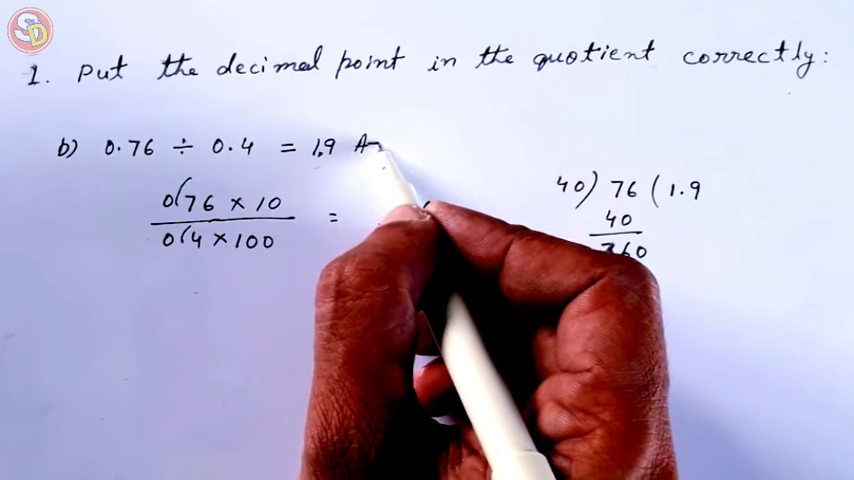 SD
1. Put the decimal point in the quotient correctly:
b) 0.76 ÷ 0.4 = 1.9
0(76 × 10
0(4 × 100
=
40) 76 (1.9
40
360